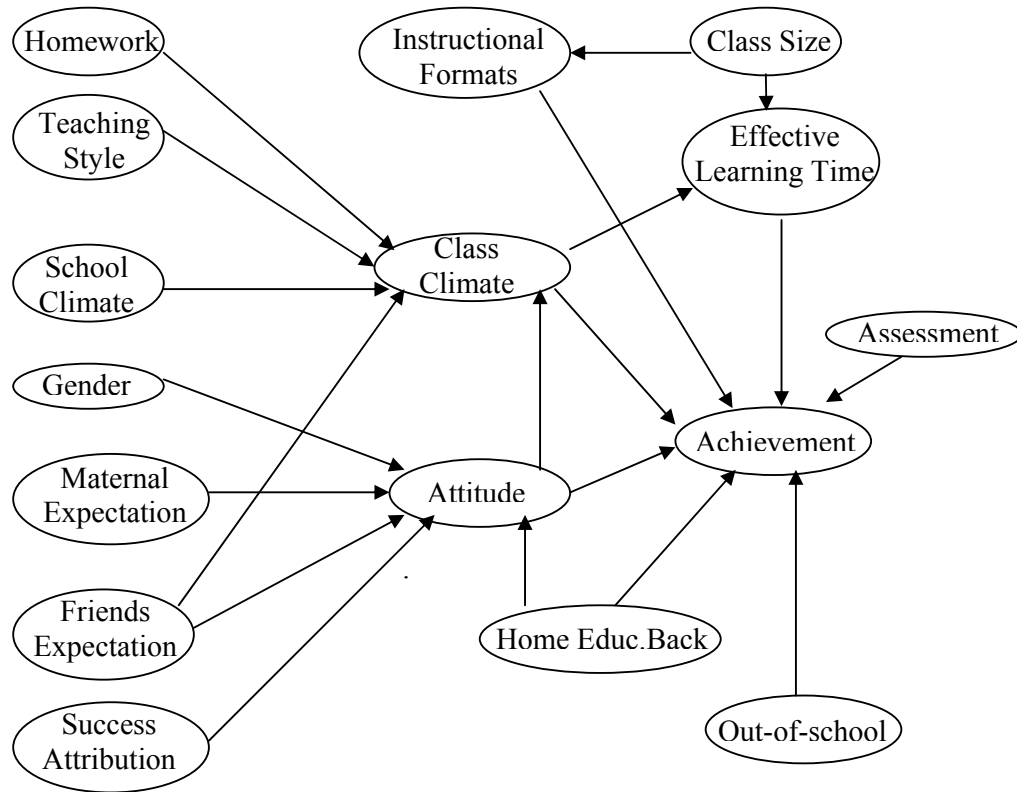 Homework
Instructional
Formats
Class Size
Teaching
Style
Effective
Learning Time
Class
Climate
School
Climate
Assessment
Gender
Achievement
Maternal
Expectation
Attitude
Friends
Expectation
Home Educ.Back
Success
Attribution
Out-of-school